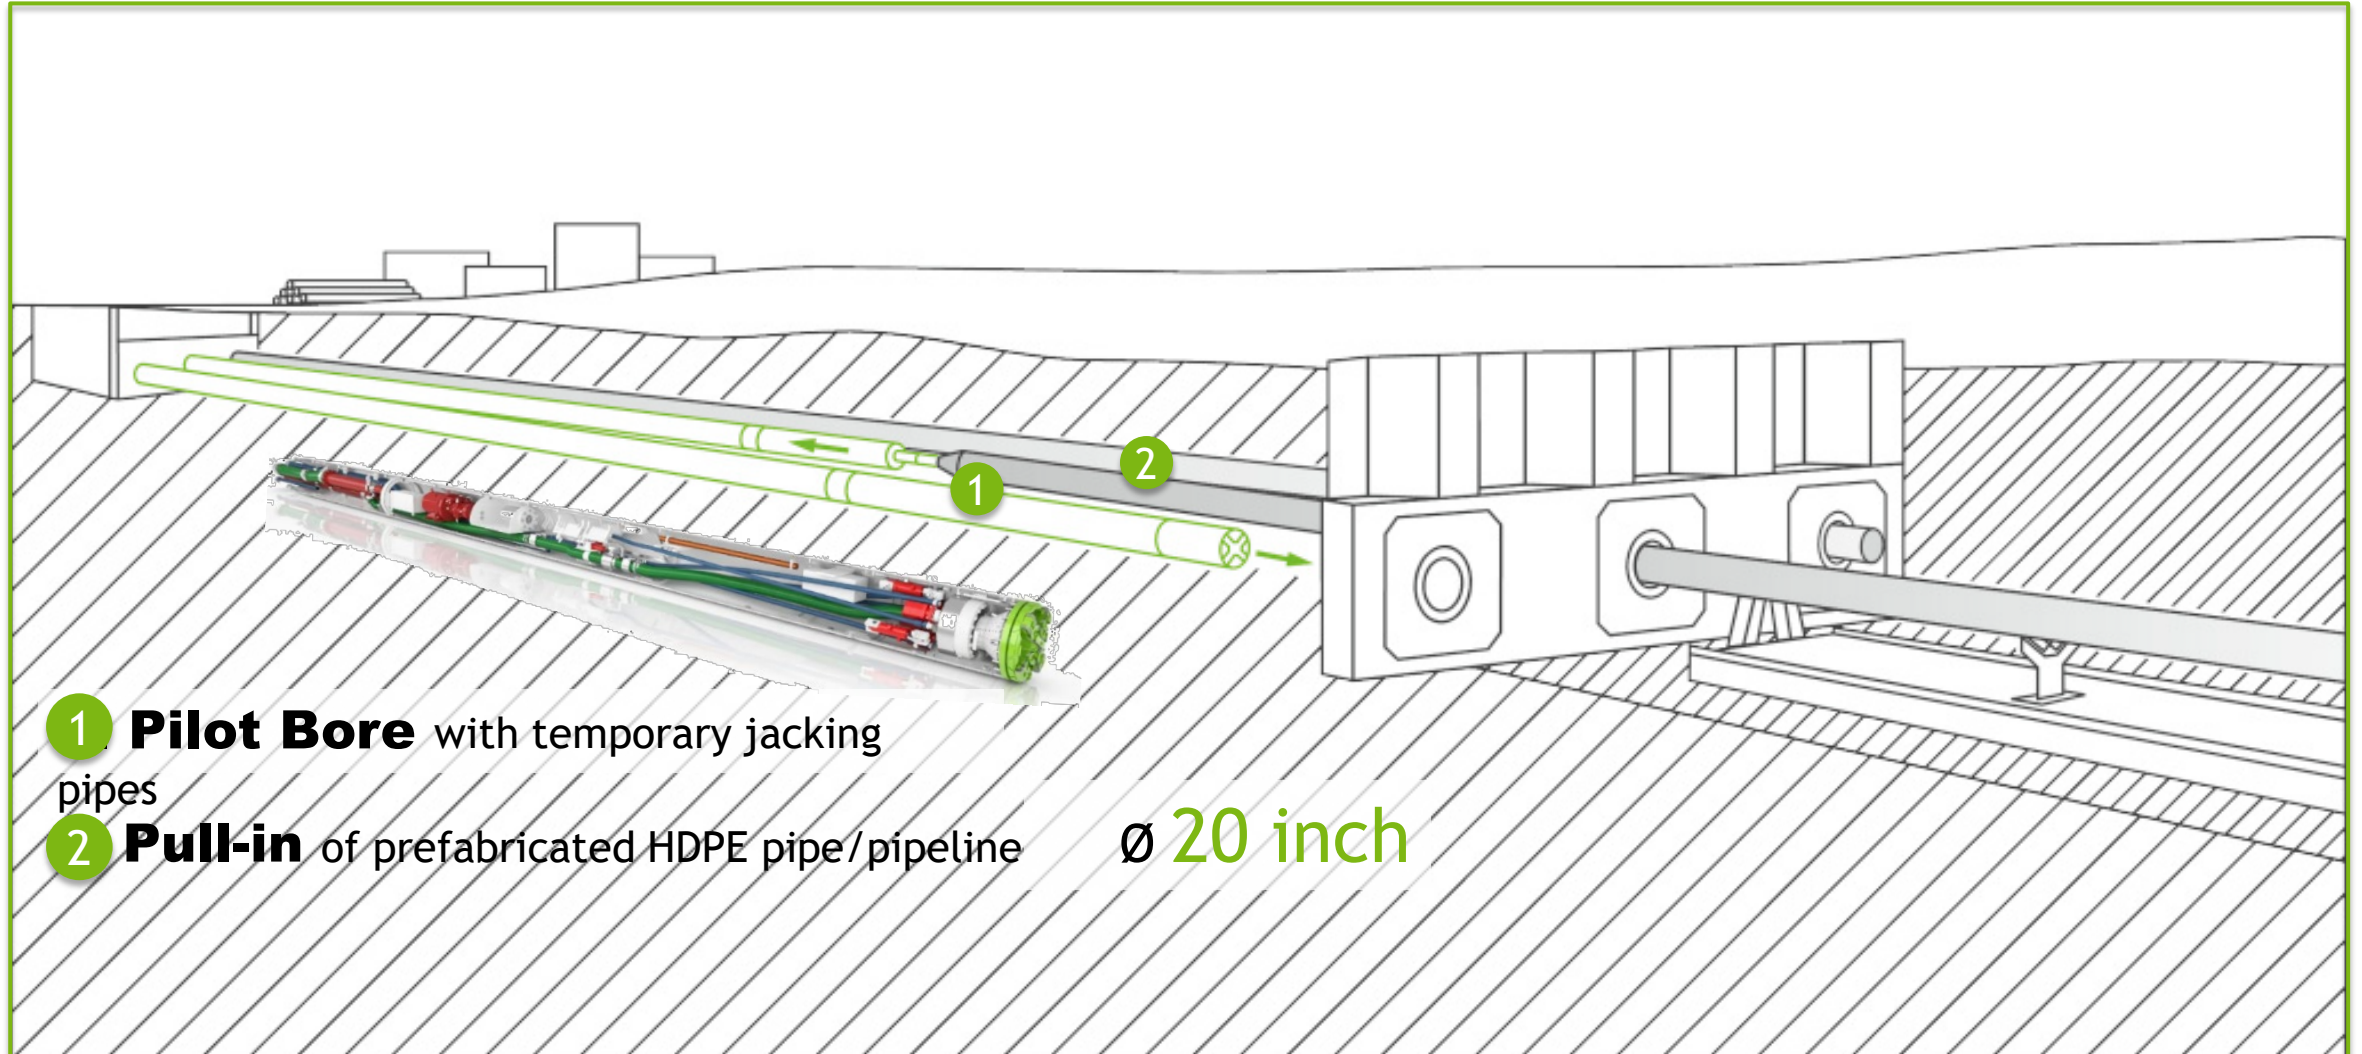 1
2
1 Pilot Bore with temporary jacking
pipes
2 Pull-in of prefabricated HDPE pipe/pipeline
Ø 20 inch